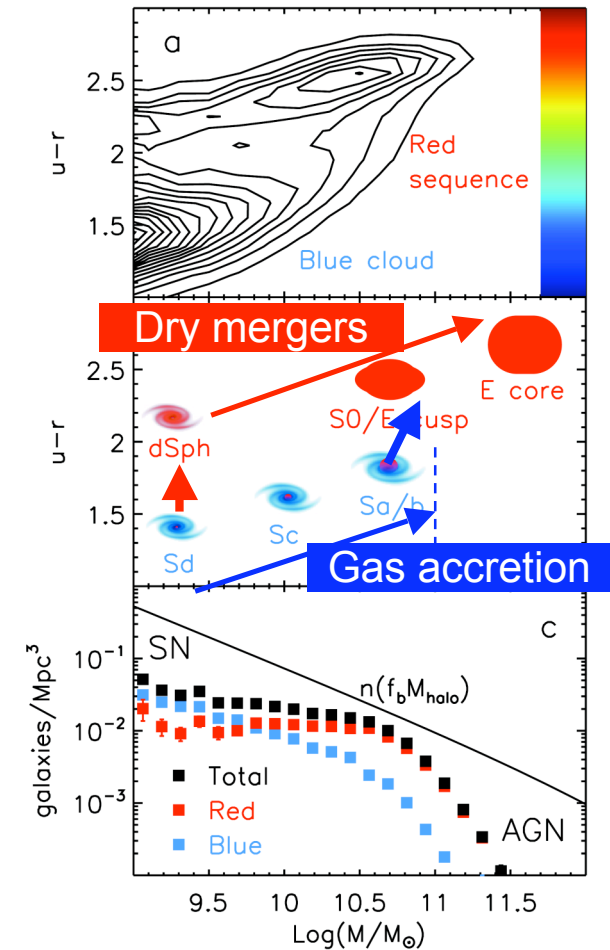 a
2.5
2
1.5
u−r
Red
sequence
Blue cloud
Dry mergers
2.5
2
1.5
u−r
E core
S0/E cusp
dSph
Sa/b
Sc
Sd
Gas accretion
c
SN
n(f_b M_halo)
10^-1
10^-2
10^-3
galaxies/Mpc^3
Total
Red
Blue
AGN
9.5 10 10.5 11 11.5
Log(M/M⊙)